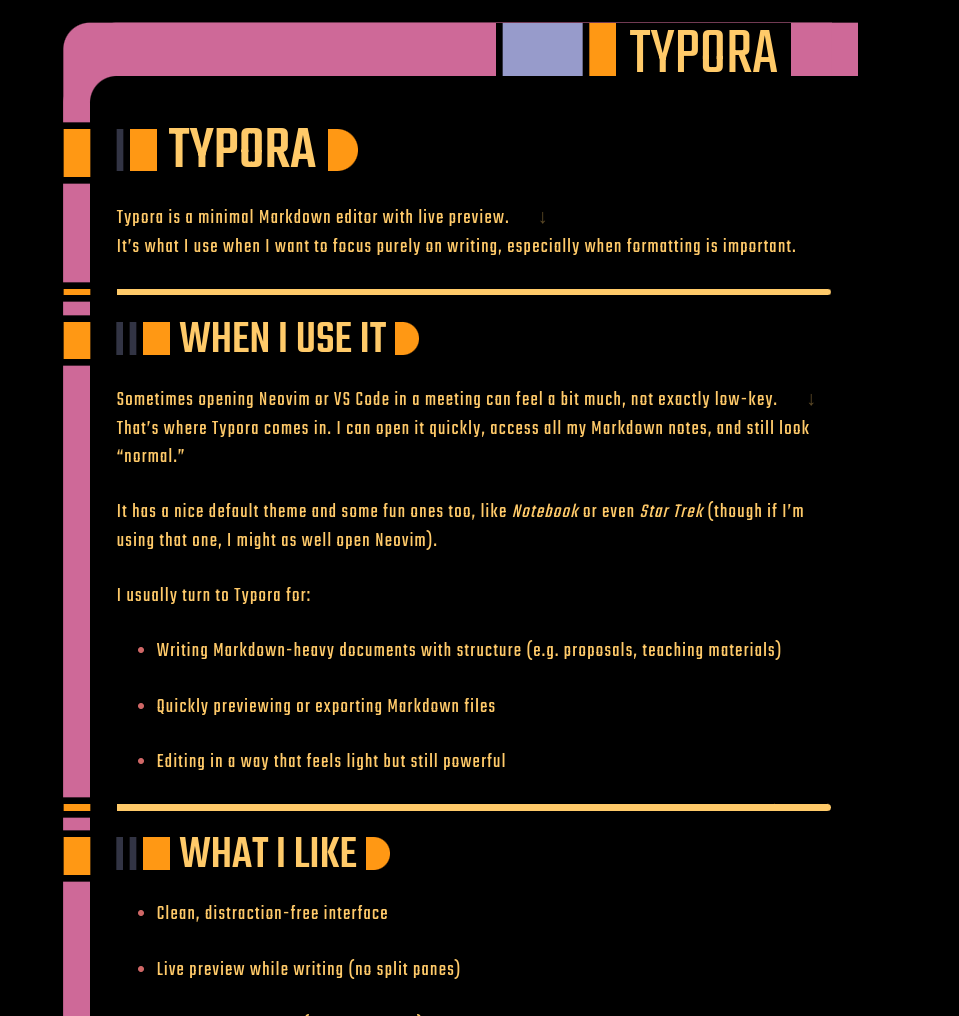 TYPORA
TYPORA
Typora is a minimal Markdown editor with live preview. ↓
It’s what I use when I want to focus purely on writing, especially when formatting is important.
WHEN I USE IT
Sometimes opening Neovim or VS Code in a meeting can feel a bit much, not exactly low-key. ↓
That’s where Typora comes in. I can open it quickly, access all my Markdown notes, and still look
“normal.”
It has a nice default theme and some fun ones too, like Notebook or even Star Trek (though if I’m
using that one, I might as well open Neovim).
I usually turn to Typora for:
• Writing Markdown-heavy documents with structure (e.g. proposals, teaching materials)
• Quickly previewing or exporting Markdown files
• Editing in a way that feels light but still powerful
WHAT I LIKE
• Clean, distraction-free interface
• Live preview while writing (no split panes)